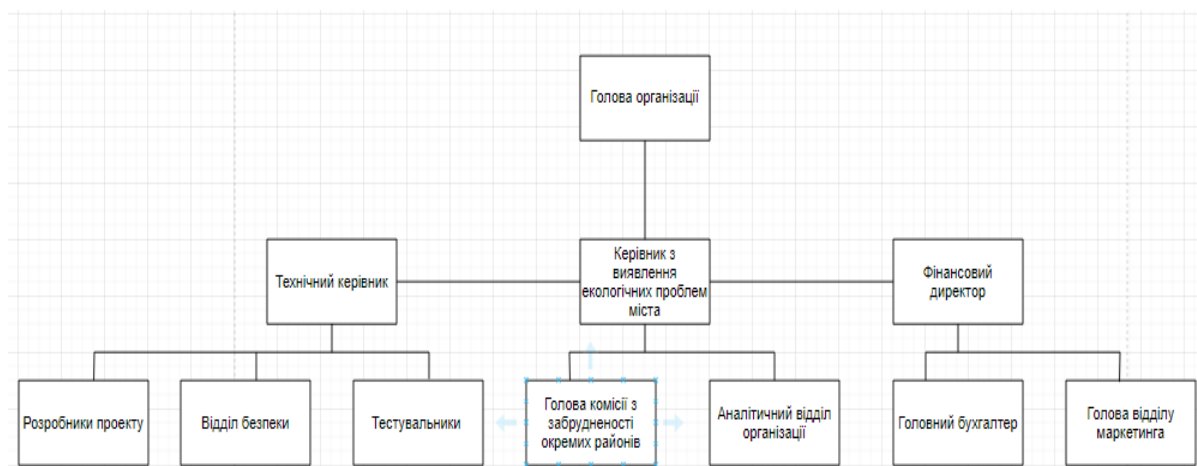 Голова організації
Технічний керівник
Керівник з
виявлення
екологічних проблем
міста
Фінансовий
директор
Розробники проекту
Відділ безпеки
Тестувальники
Голова комісії з
забрудненості
окремих районів
Аналітичний відділ
організації
Головний бухгалтер
Голова відділу
маркетинга